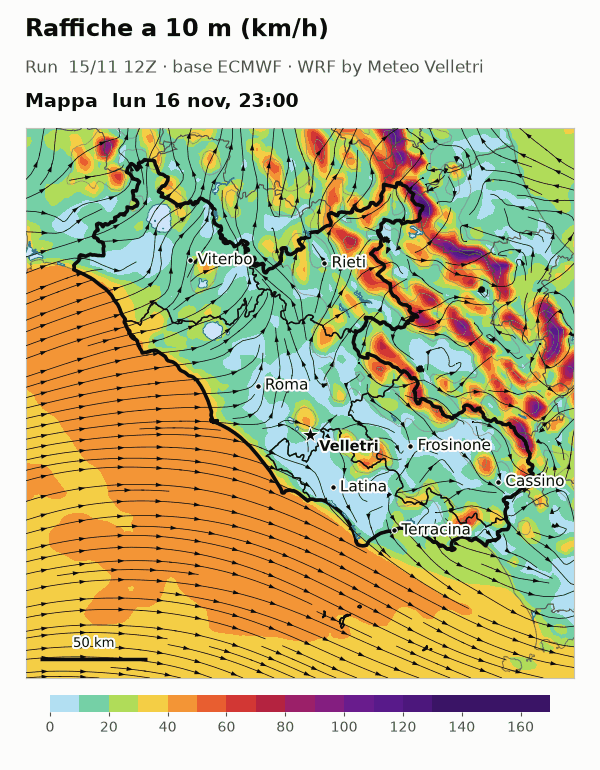 Raffiche a 10 m (km/h)
Run  15/11 12Z · base ECMWF · WRF by Meteo Velletri
Mappa  lun 16 nov, 23:00
Viterbo
Rieti
Roma
Velletri
Frosinone
Cassino
Latina
Terracina
50 km
0 20 40 60 80 100 120 140 160